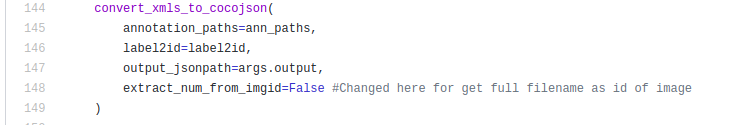 144 convert_xmls_to_cocojson(
145 annotation_paths=ann_paths,
146 label2id=label2id,
147 output_jsonpath=args.output,
148 extract_num_from_imgid=False #Changed here for get full filename as id of image
149 )